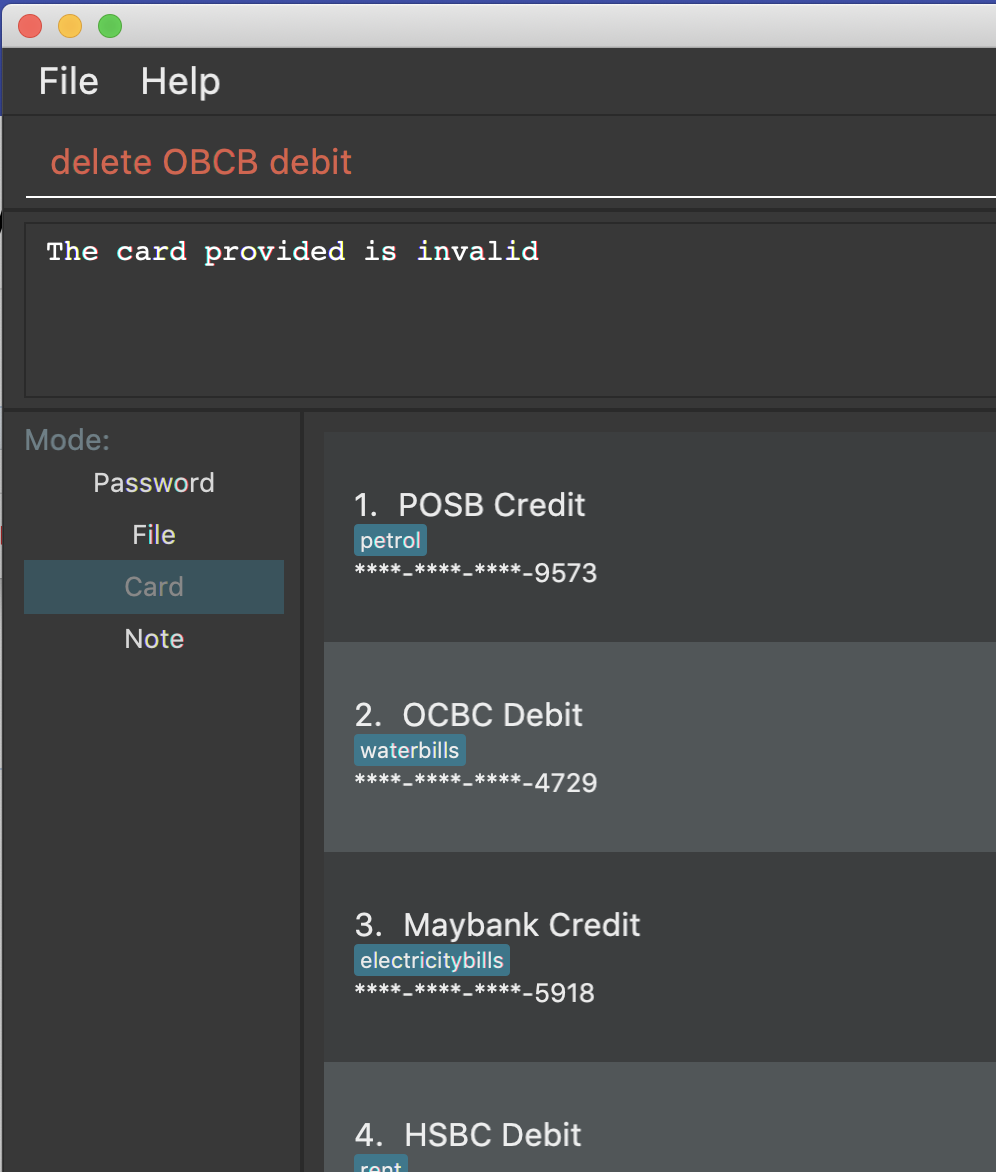 File Help
delete OBCB debit
The card provided is invalid
Mode:
Password
File
Card
Note
1. POSB Credit
petrol
****-****-****-9573
2. OCBC Debit
waterbills
****-****-****-4729
3. Maybank Credit
electricitybills
****-****-****-5918
4. HSBC Debit
rent